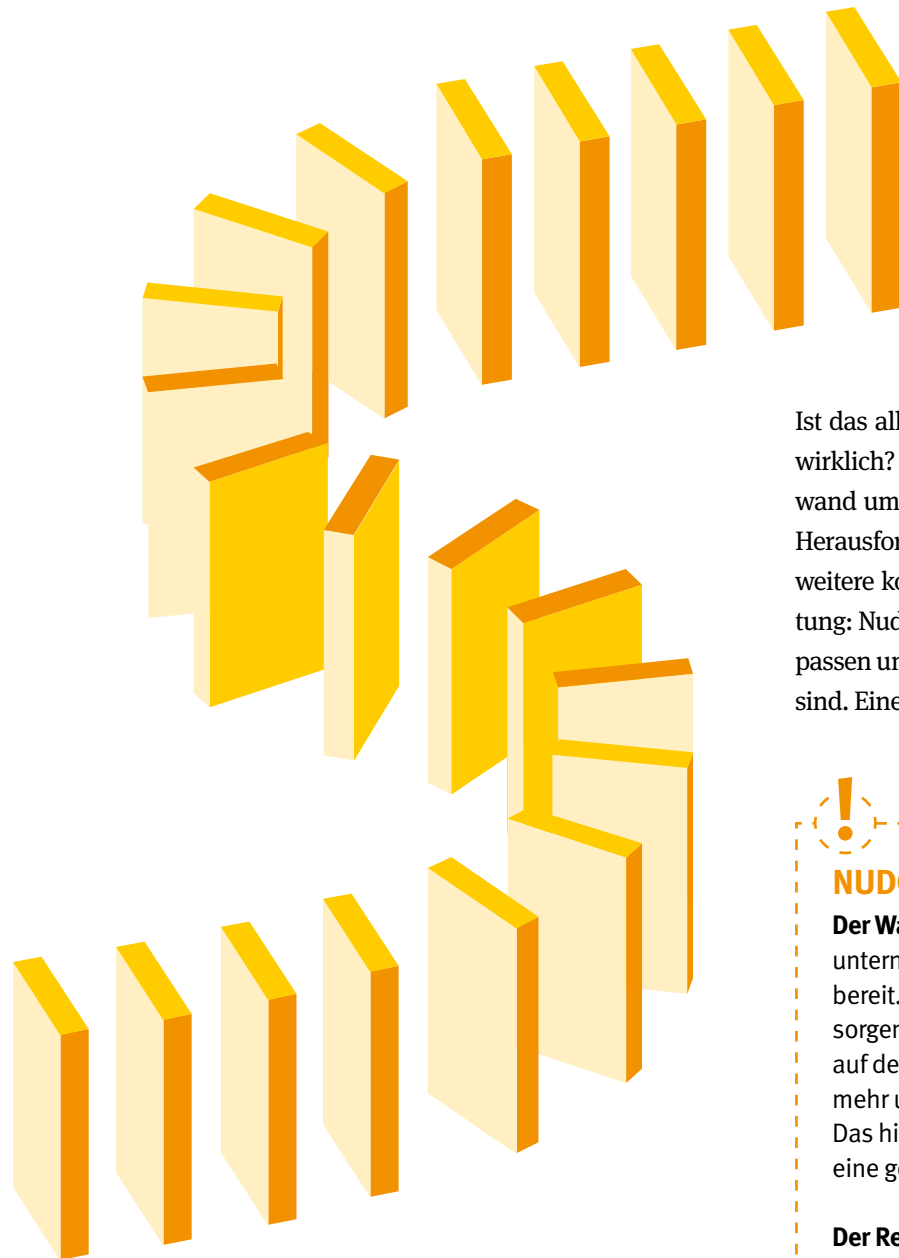 Ist das all
wirklich?
wand um
Herausfor
weitere ko
tung: Nud
passen un
sind. Eine
!
NUD
Der Wa
untern
bereit.
sorgen
auf de
mehr u
Das hi
eine ge
Der Re